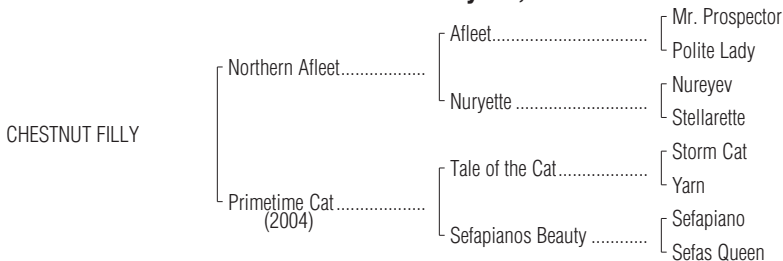 Mr. Prospector
Afleet
Polite Lady
Northern Afleet
Nureyev
Nuryette
Stellarette
CHESTNUT FILLY
Storm Cat
Tale of the Cat
Yarn
Primetime Cat
(2004)
Sefapiano
Sefapianos Beauty
Sefas Queen